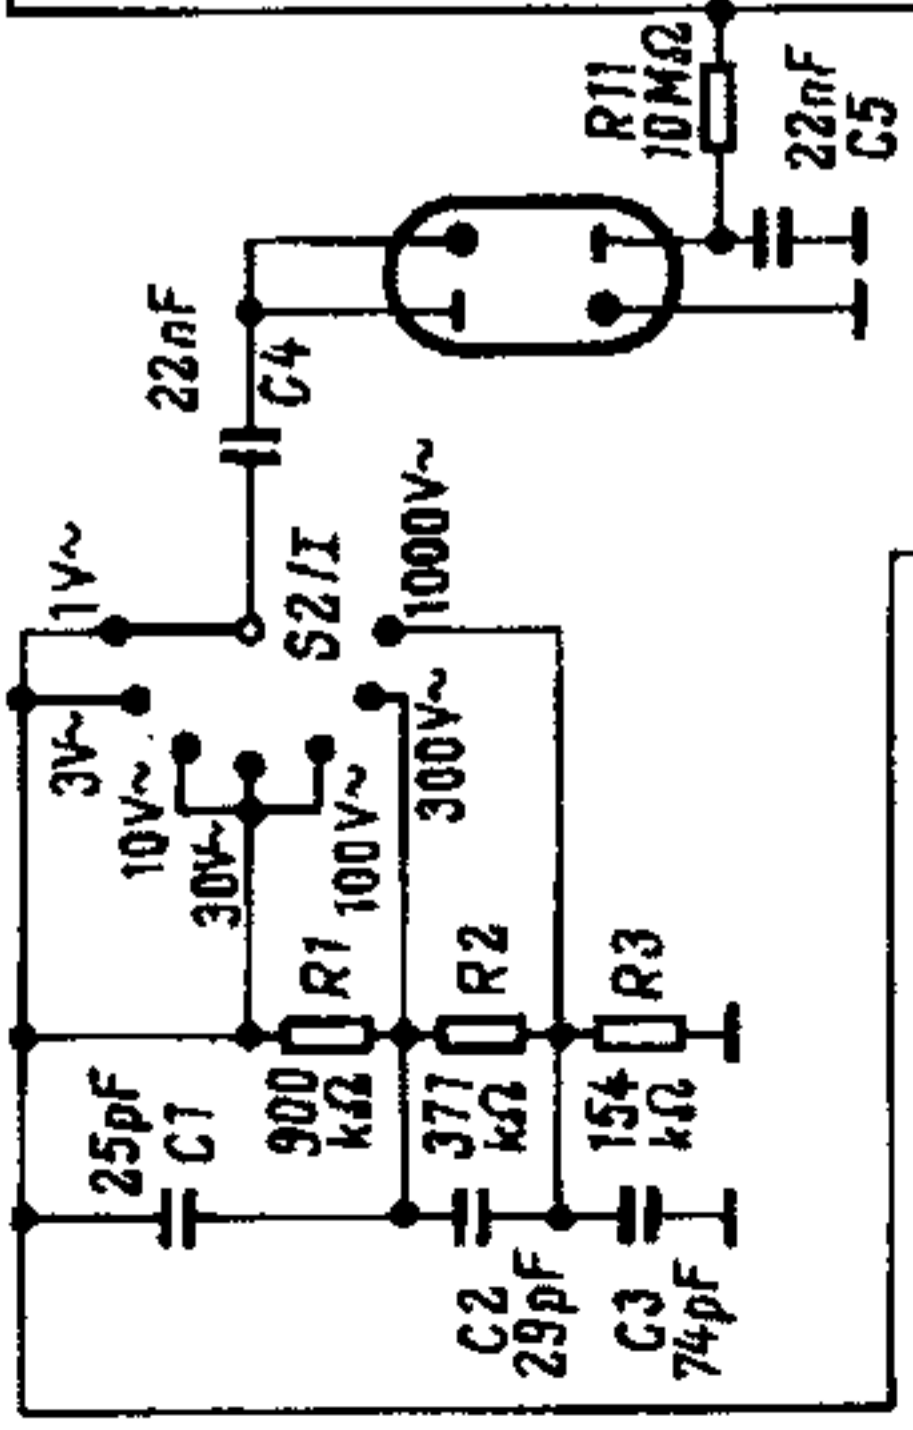 R11
10MΩ
22nF
C5
22nF
C4
1V~
3V~
10V~
30V~
100V~
300V~
1000V~
S2/I
R1
900
kΩ
R2
377
kΩ
R3
154
kΩ
25pF
C1
C2
29pF
C3
74pF